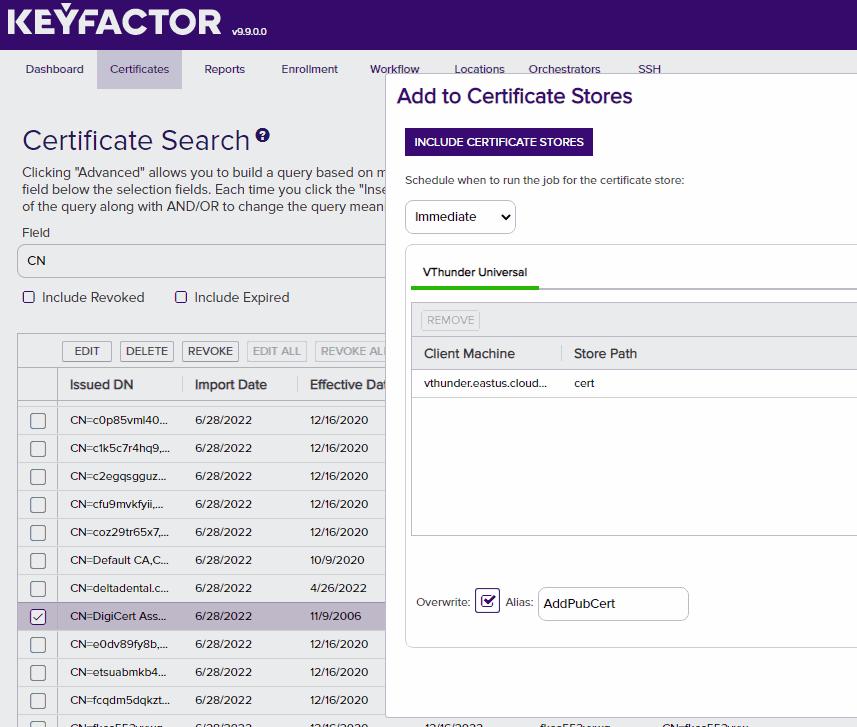 KEYFACTOR v9.9.0.0
Dashboard Certificates Reports Enrollment Workflow Locations Orchestrators SSH
Certificate Search ?
Clicking "Advanced" allows you to build a query based on m
field below the selection fields. Each time you click the "Inse
of the query along with AND/OR to change the query mean
Field
CN
Include Revoked Include Expired
EDIT DELETE REVOKE EDIT ALL REVOKE ALL
Issued DN Import Date Effective Dat
CN=c0p85vml40... 6/28/2022 12/16/2020
CN=c1k5c7r4hq9,... 6/28/2022 12/16/2020
CN=c2egqsgguz... 6/28/2022 12/16/2020
CN=cfu9mvkfyii,... 6/28/2022 12/16/2020
CN=coz29tr65x7,... 6/28/2022 12/16/2020
CN=Default CA,C... 6/28/2022 10/9/2020
CN=deltadental.c... 6/28/2022 4/26/2022
CN=DigiCert Ass... 6/28/2022 11/9/2006
CN=e0dv89fy8b,... 6/28/2022 12/16/2020
CN=etsuabmkb4... 6/28/2022 12/16/2020
CN=fcqdm5dqkzt... 6/28/2022 12/16/2020
Add to Certificate Stores
INCLUDE CERTIFICATE STORES
Schedule when to run the job for the certificate store:
Immediate
VThunder Universal
REMOVE
Client Machine Store Path
vthunder.eastus.cloud... cert
Overwrite: Alias: AddPubCert